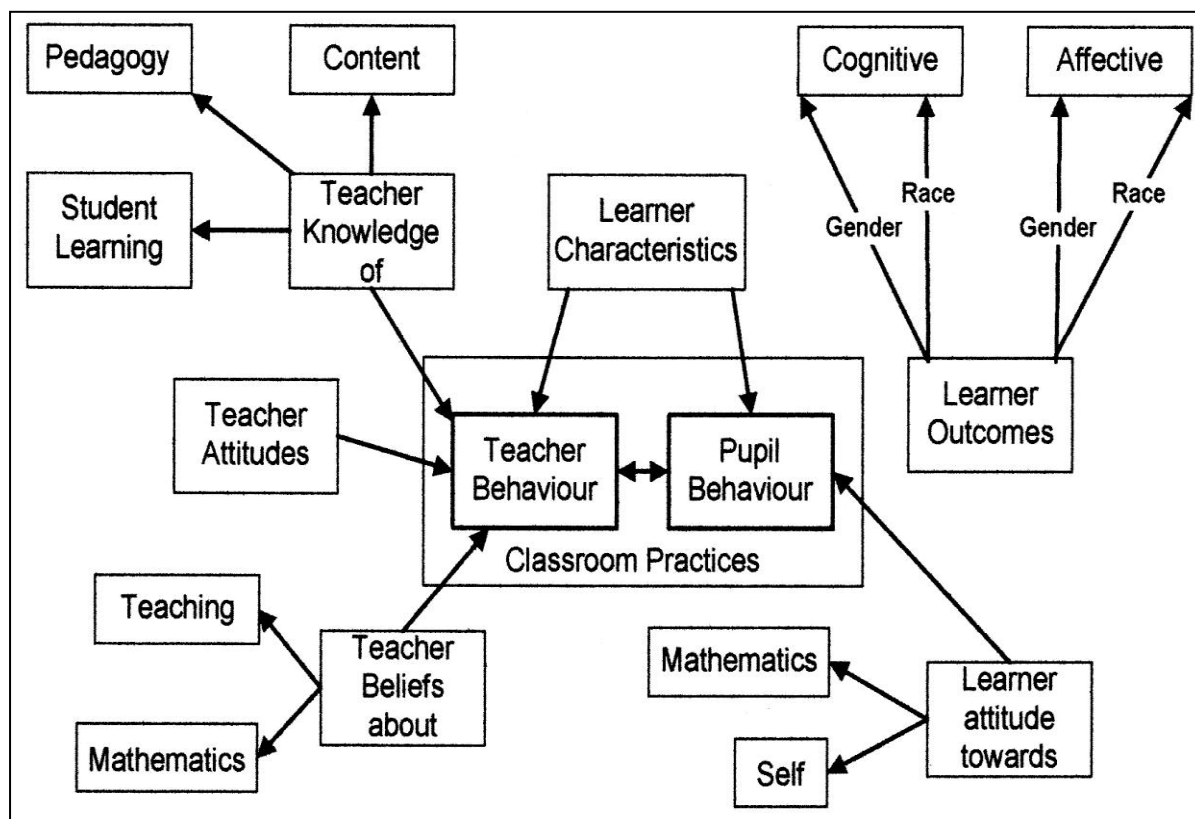 Pedagogy
Content
Cognitive
Affective
Student
Learning
Teacher
Knowledge
of
Learner
Characteristics
Race
Race
Gender
Gender
Teacher
Attitudes
Teacher
Behaviour
Pupil
Behaviour
Learner
Outcomes
Classroom Practices
Teaching
Teacher
Beliefs
about
Mathematics
Mathematics
Learner
attitude
towards
Self